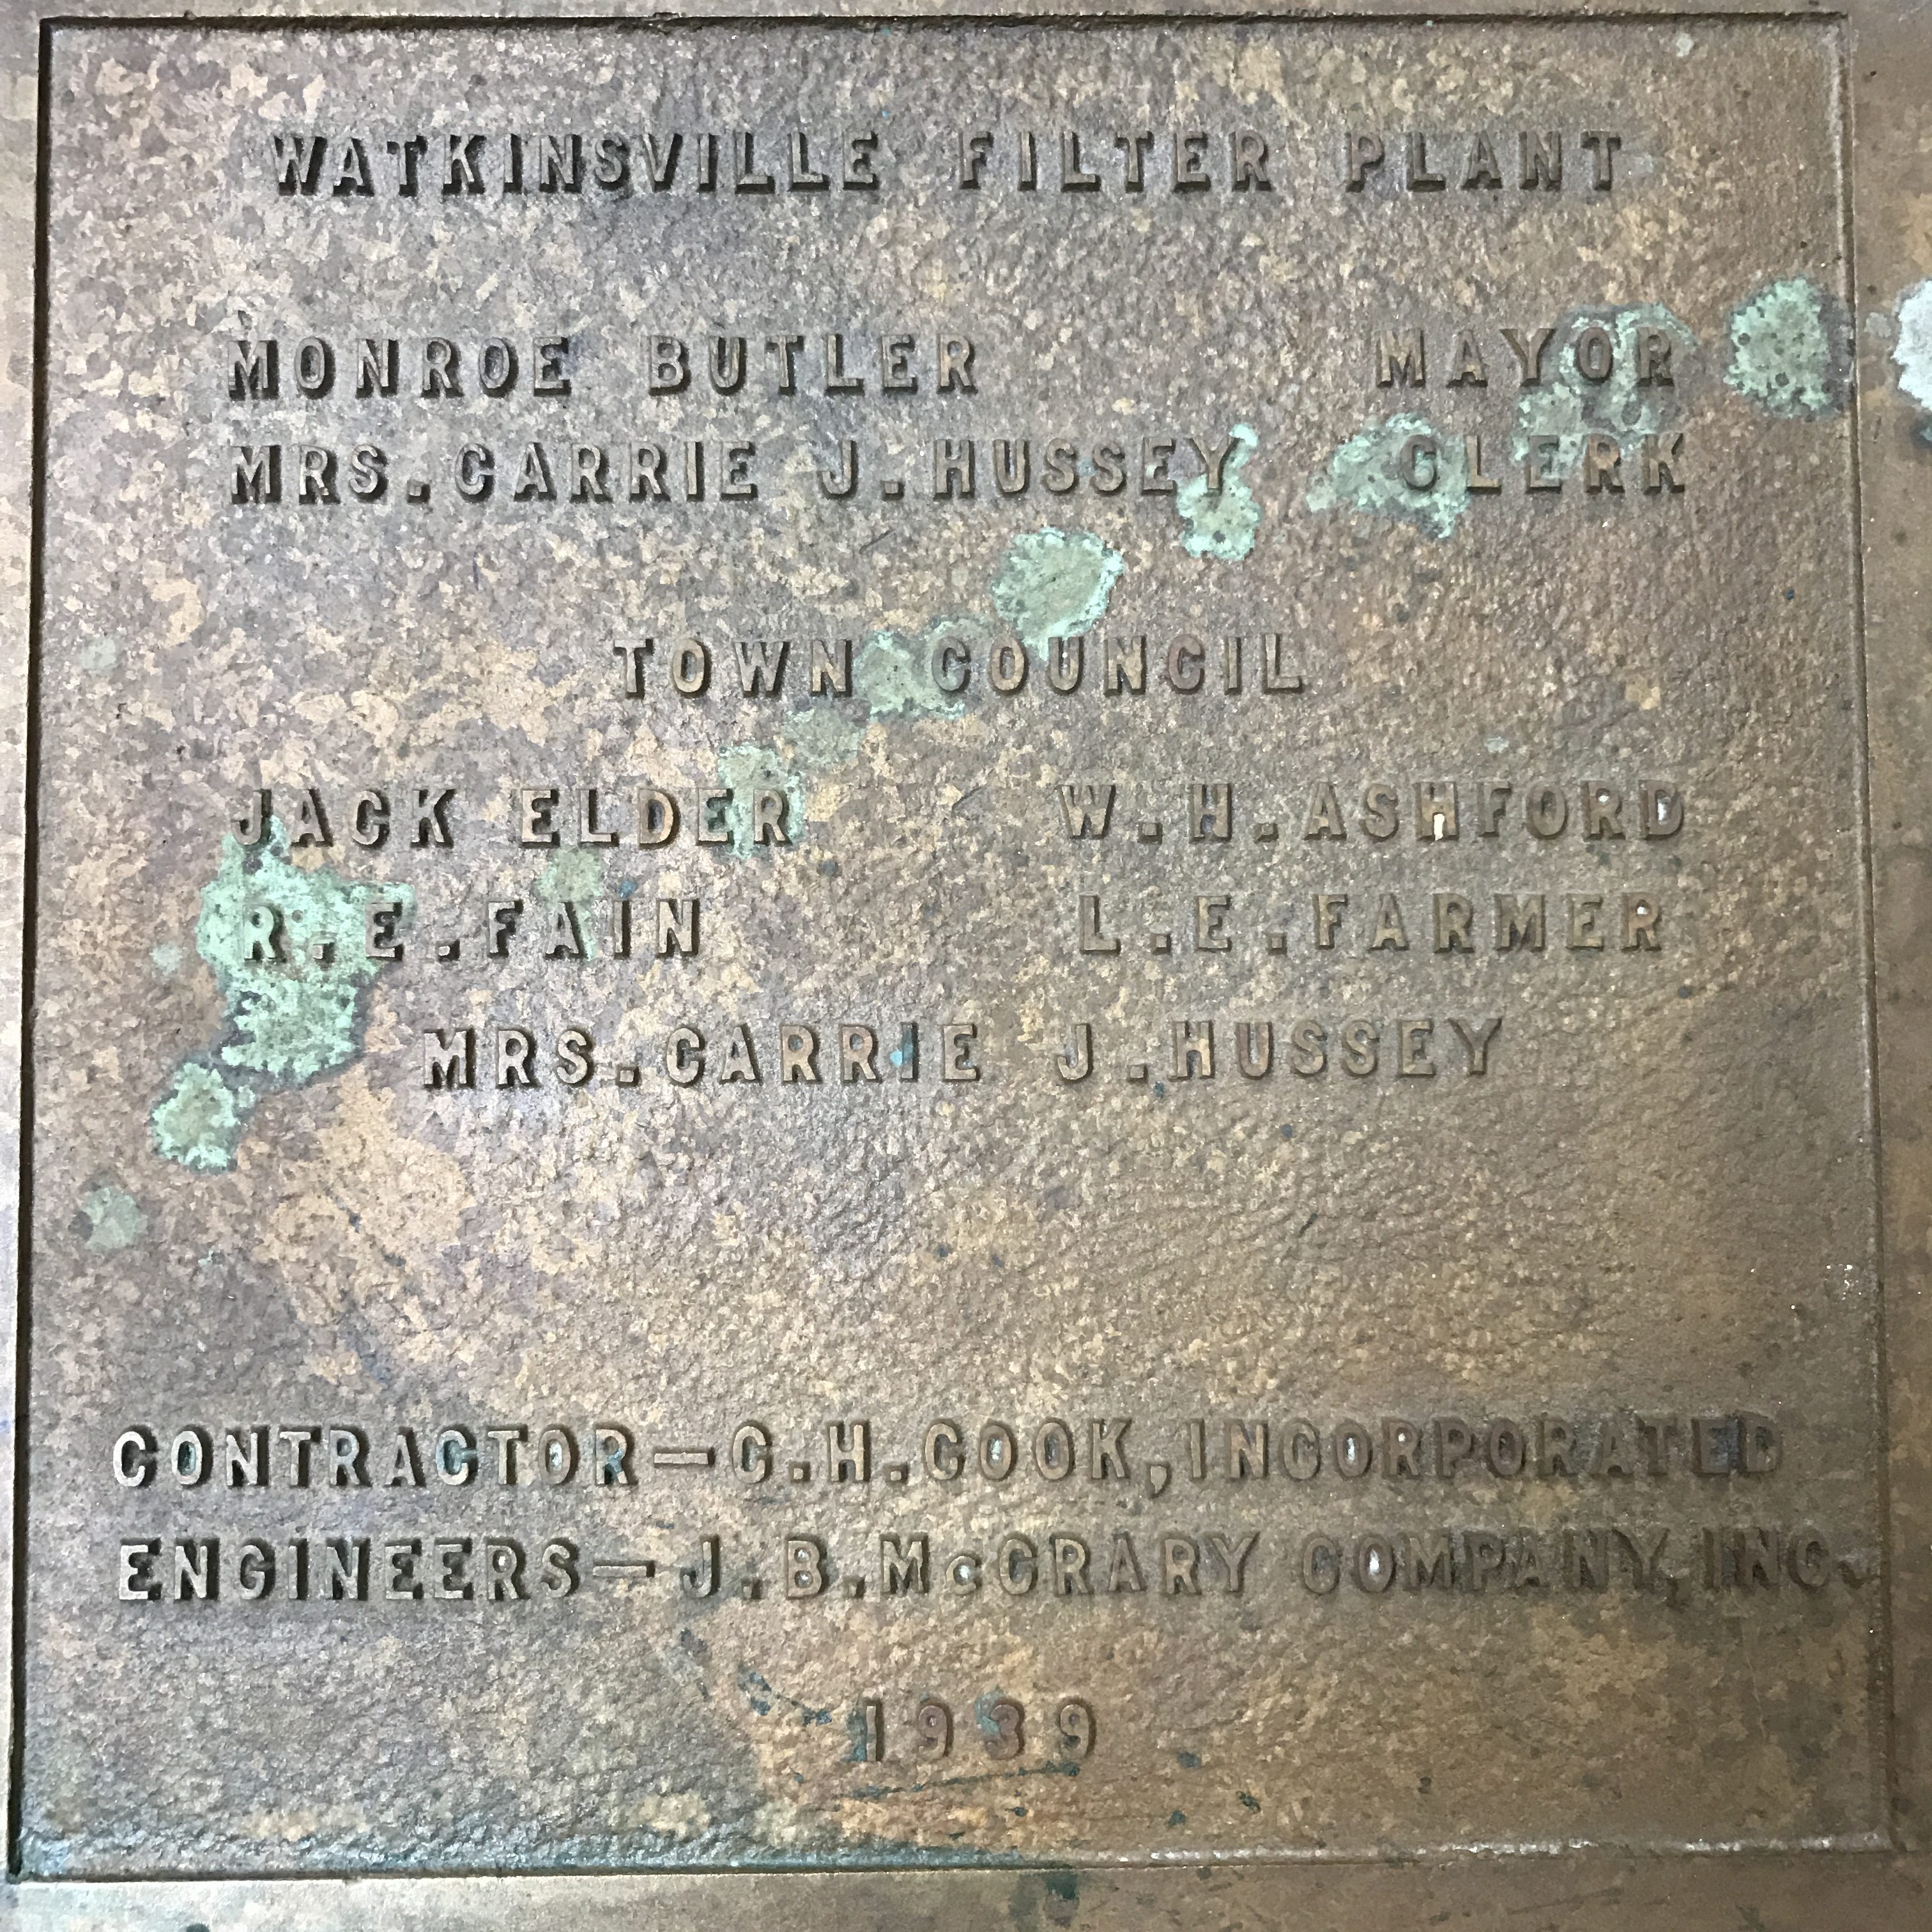 WATKINSVILLE FILTER PLANT
MONROE BUTLER MAYOR
MRS. CARRIE J. HUSSEY CLERK
TOWN COUNCIL
JACK ELDER W. H. ASHFORD
R. E. FAIN L. E. FARMER
MRS. CARRIE J. HUSSEY
CONTRACTOR—C. H. COOK, INCORPORATED
ENGINEERS—J. B. McCRARY COMPANY, INC.
1939